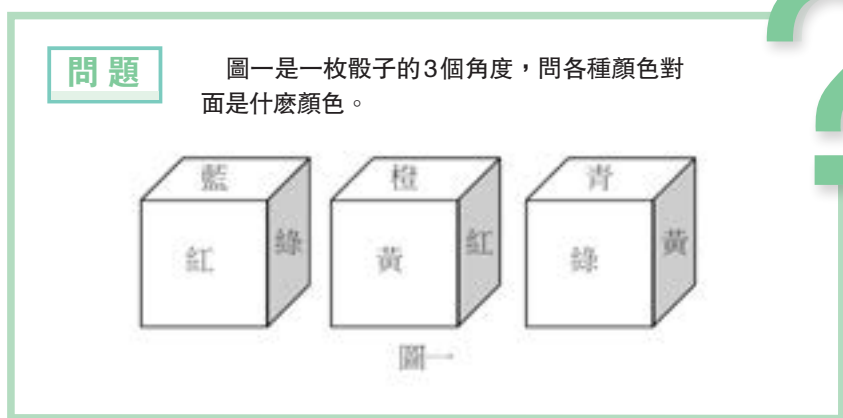 問題
圖一是一枚骰子的3個角度，問各種顏色對
面是什麼顏色。
藍
紅
綠
橙
黃
紅
青
綠
黃
圖一